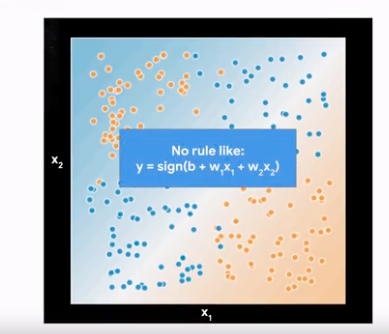 No rule like:
y = sign(b + w₁x₁ + w₂x₂)
x₂
x₁